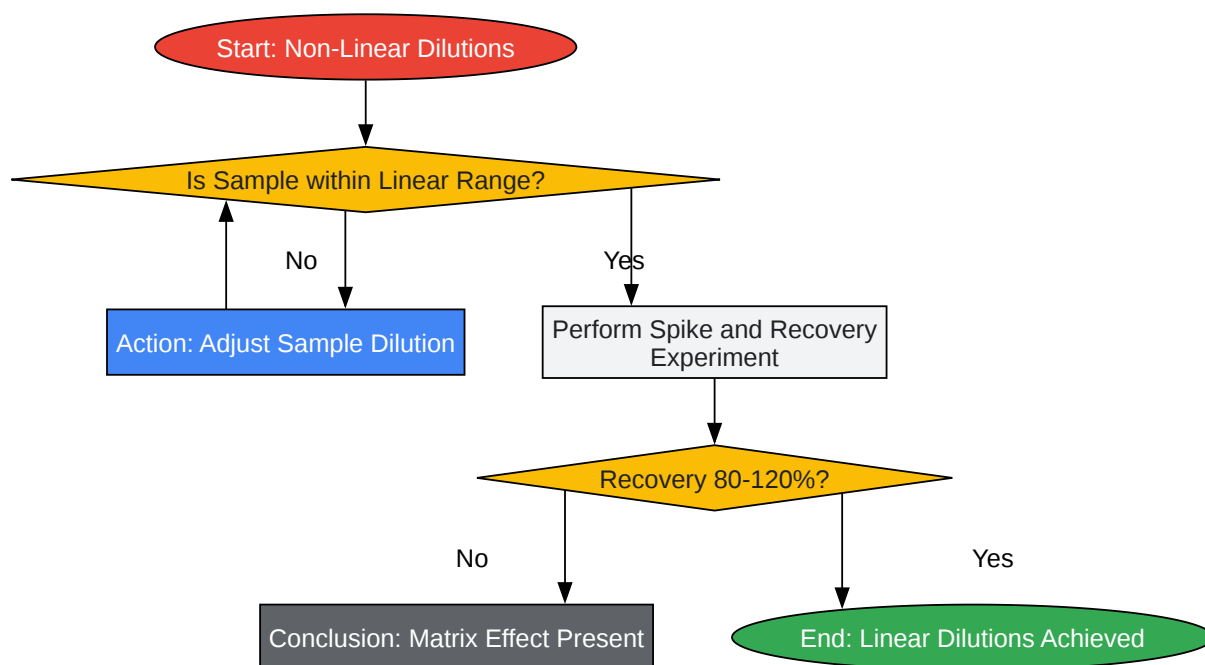 Start: Non-Linear Dilutions
Is Sample within Linear Range?
No
Yes
Action: Adjust Sample Dilution
Perform Spike and Recovery
Experiment
Recovery 80-120%?
No
Yes
Conclusion: Matrix Effect Present
End: Linear Dilutions Achieved